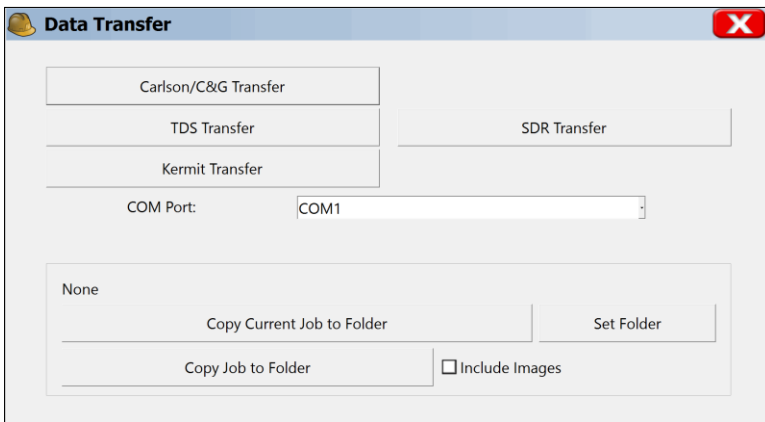 Data Transfer
Carlson/C&G Transfer
TDS Transfer
SDR Transfer
Kermit Transfer
COM Port:
COM1
None
Copy Current Job to Folder
Set Folder
Copy Job to Folder
Include Images